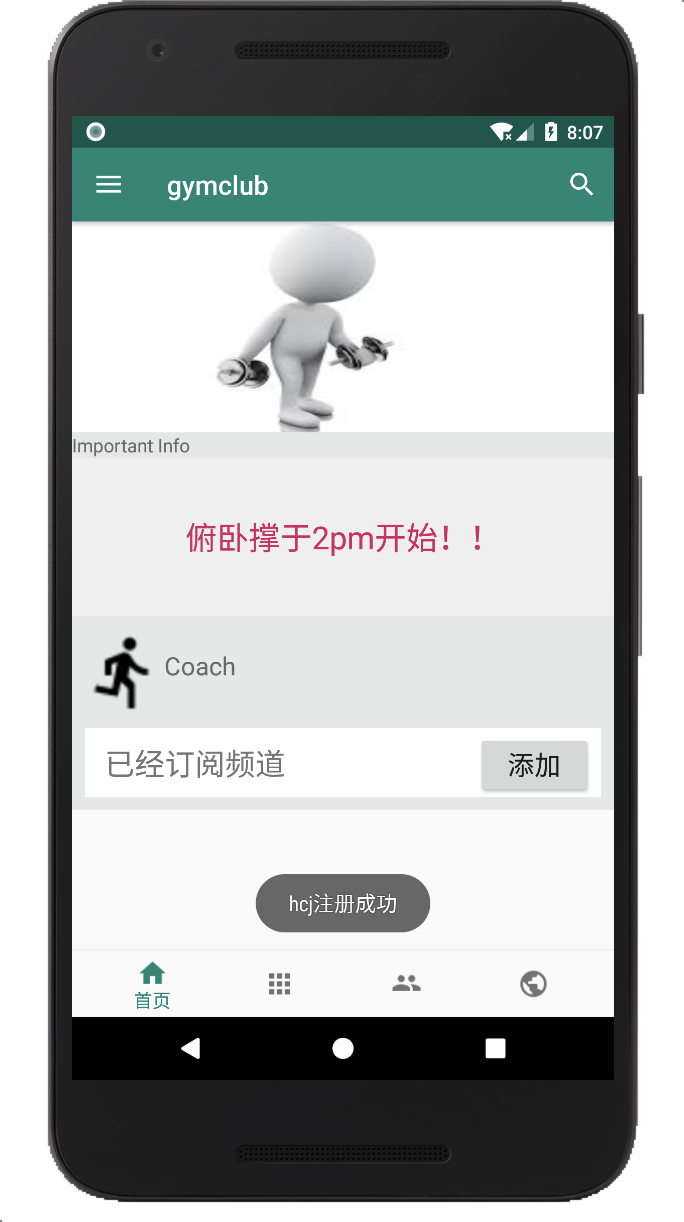 8:07
gymclub
Important Info
俯卧撑于2pm开始！！
Coach
已经订阅频道
添加
hcj注册成功
首页